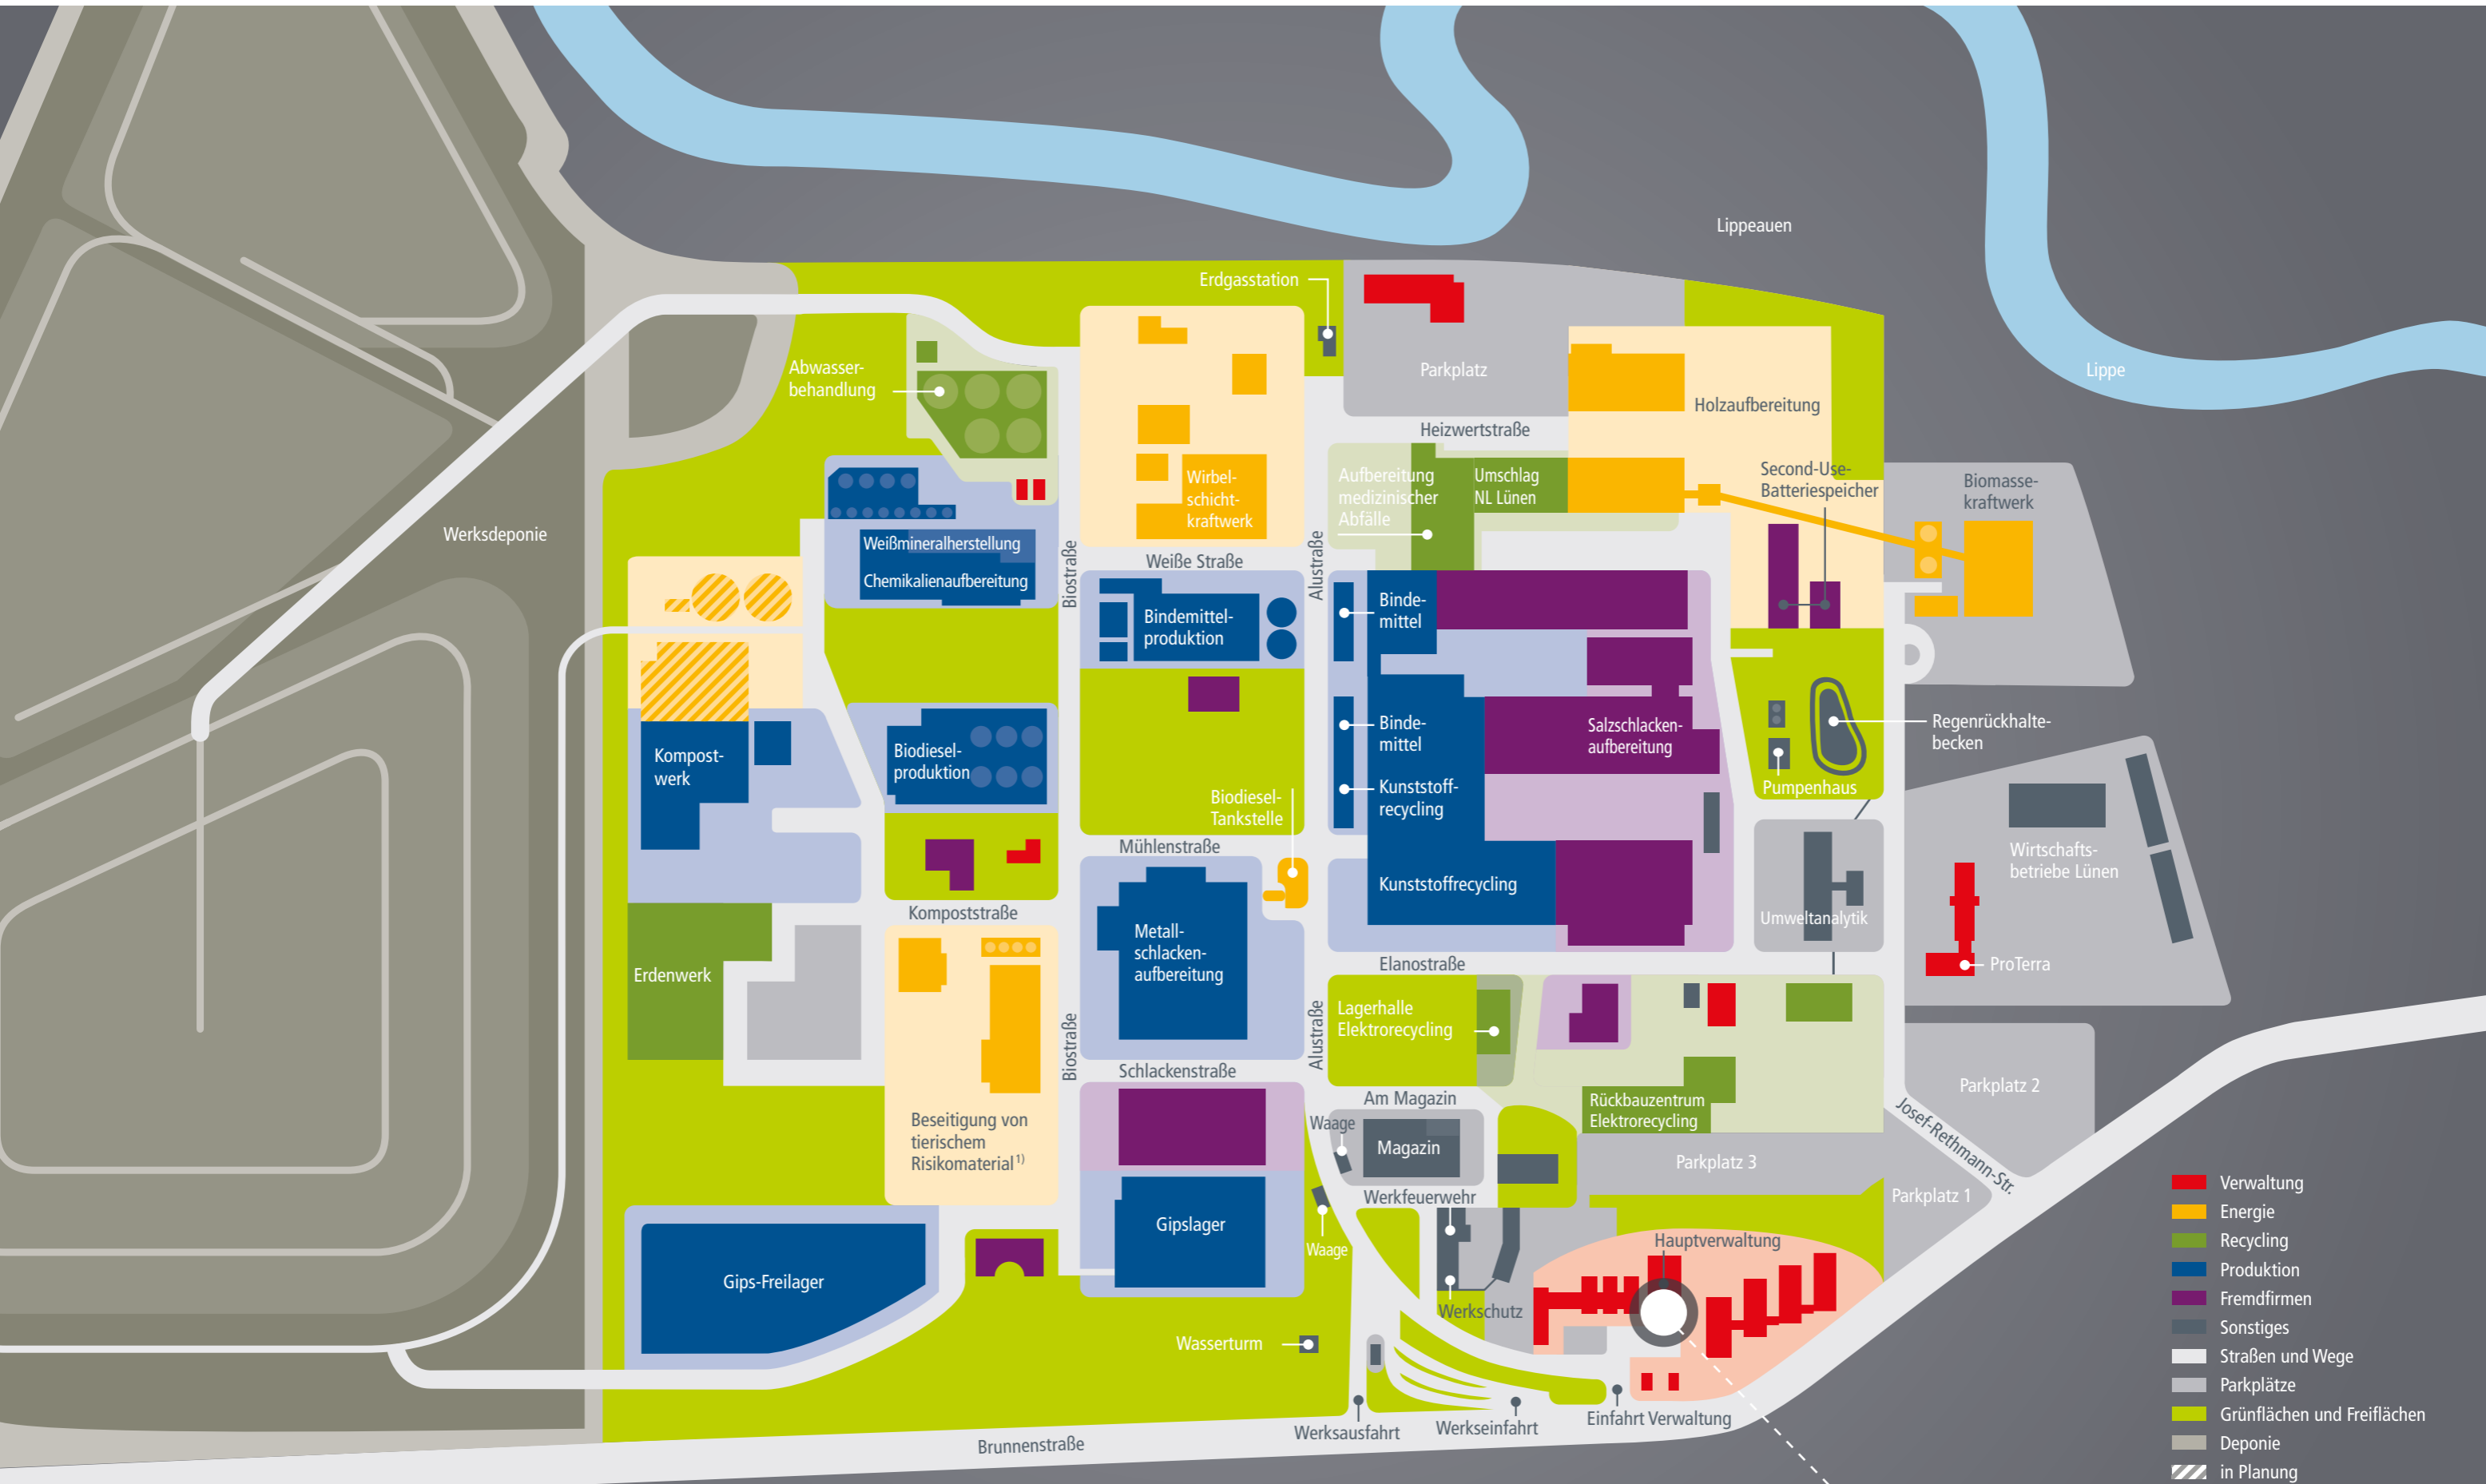 Lippeauen
Erdgasstation
Abwasser-
behandlung
Parkplatz
Lippe
Holzaufbereitung
Heizwertstraße
Wirbel-
schicht-
kraftwerk
Aufbereitung
medizinischer
Abfälle
Umschlag
NL Lünen
Second-Use-
Batteriespeicher
Biomasse-
kraftwerk
Werksdeponie
Weißmineralherstellung
Chemikalienaufbereitung
Biostraße
Weiße Straße
Alustraße
Bindemittel-
produktion
Binde-
mittel
Kompost-
werk
Biodiesel-
produktion
Binde-
mittel
Salzschlacken-
aufbereitung
Regenrückhalte-
becken
Pumpenhaus
Biodiesel-
Tankstelle
Kunststoff-
recycling
Mühlenstraße
Wirtschafts-
betriebe Lünen
Kunststoffrecycling
Kompoststraße
Umweltanalytik
Metall-
schlacken-
aufbereitung
Erdenwerk
Elanostraße
ProTerra
Lagerhalle
Elektrorecycling
Biostraße
Alustraße
Schlackenstraße
Parkplatz 2
Am Magazin
Rückbauzentrum
Elektrorecycling
Josef-Rethmann-Str.
Beseitigung von
tierischem
Risikomaterial¹⁾
Waage
Magazin
Parkplatz 3
Werkfeuerwehr
Parkplatz 1
Gipslager
Waage
Hauptverwaltung
Gips-Freilager
Werkschutz
Wasserturm
Werksausfahrt
Werkseinfahrt
Einfahrt Verwaltung
Brunnenstraße
Verwaltung
Energie
Recycling
Produktion
Fremdfirmen
Sonstiges
Straßen und Wege
Parkplätze
Grünflächen und Freiflächen
Deponie
in Planung